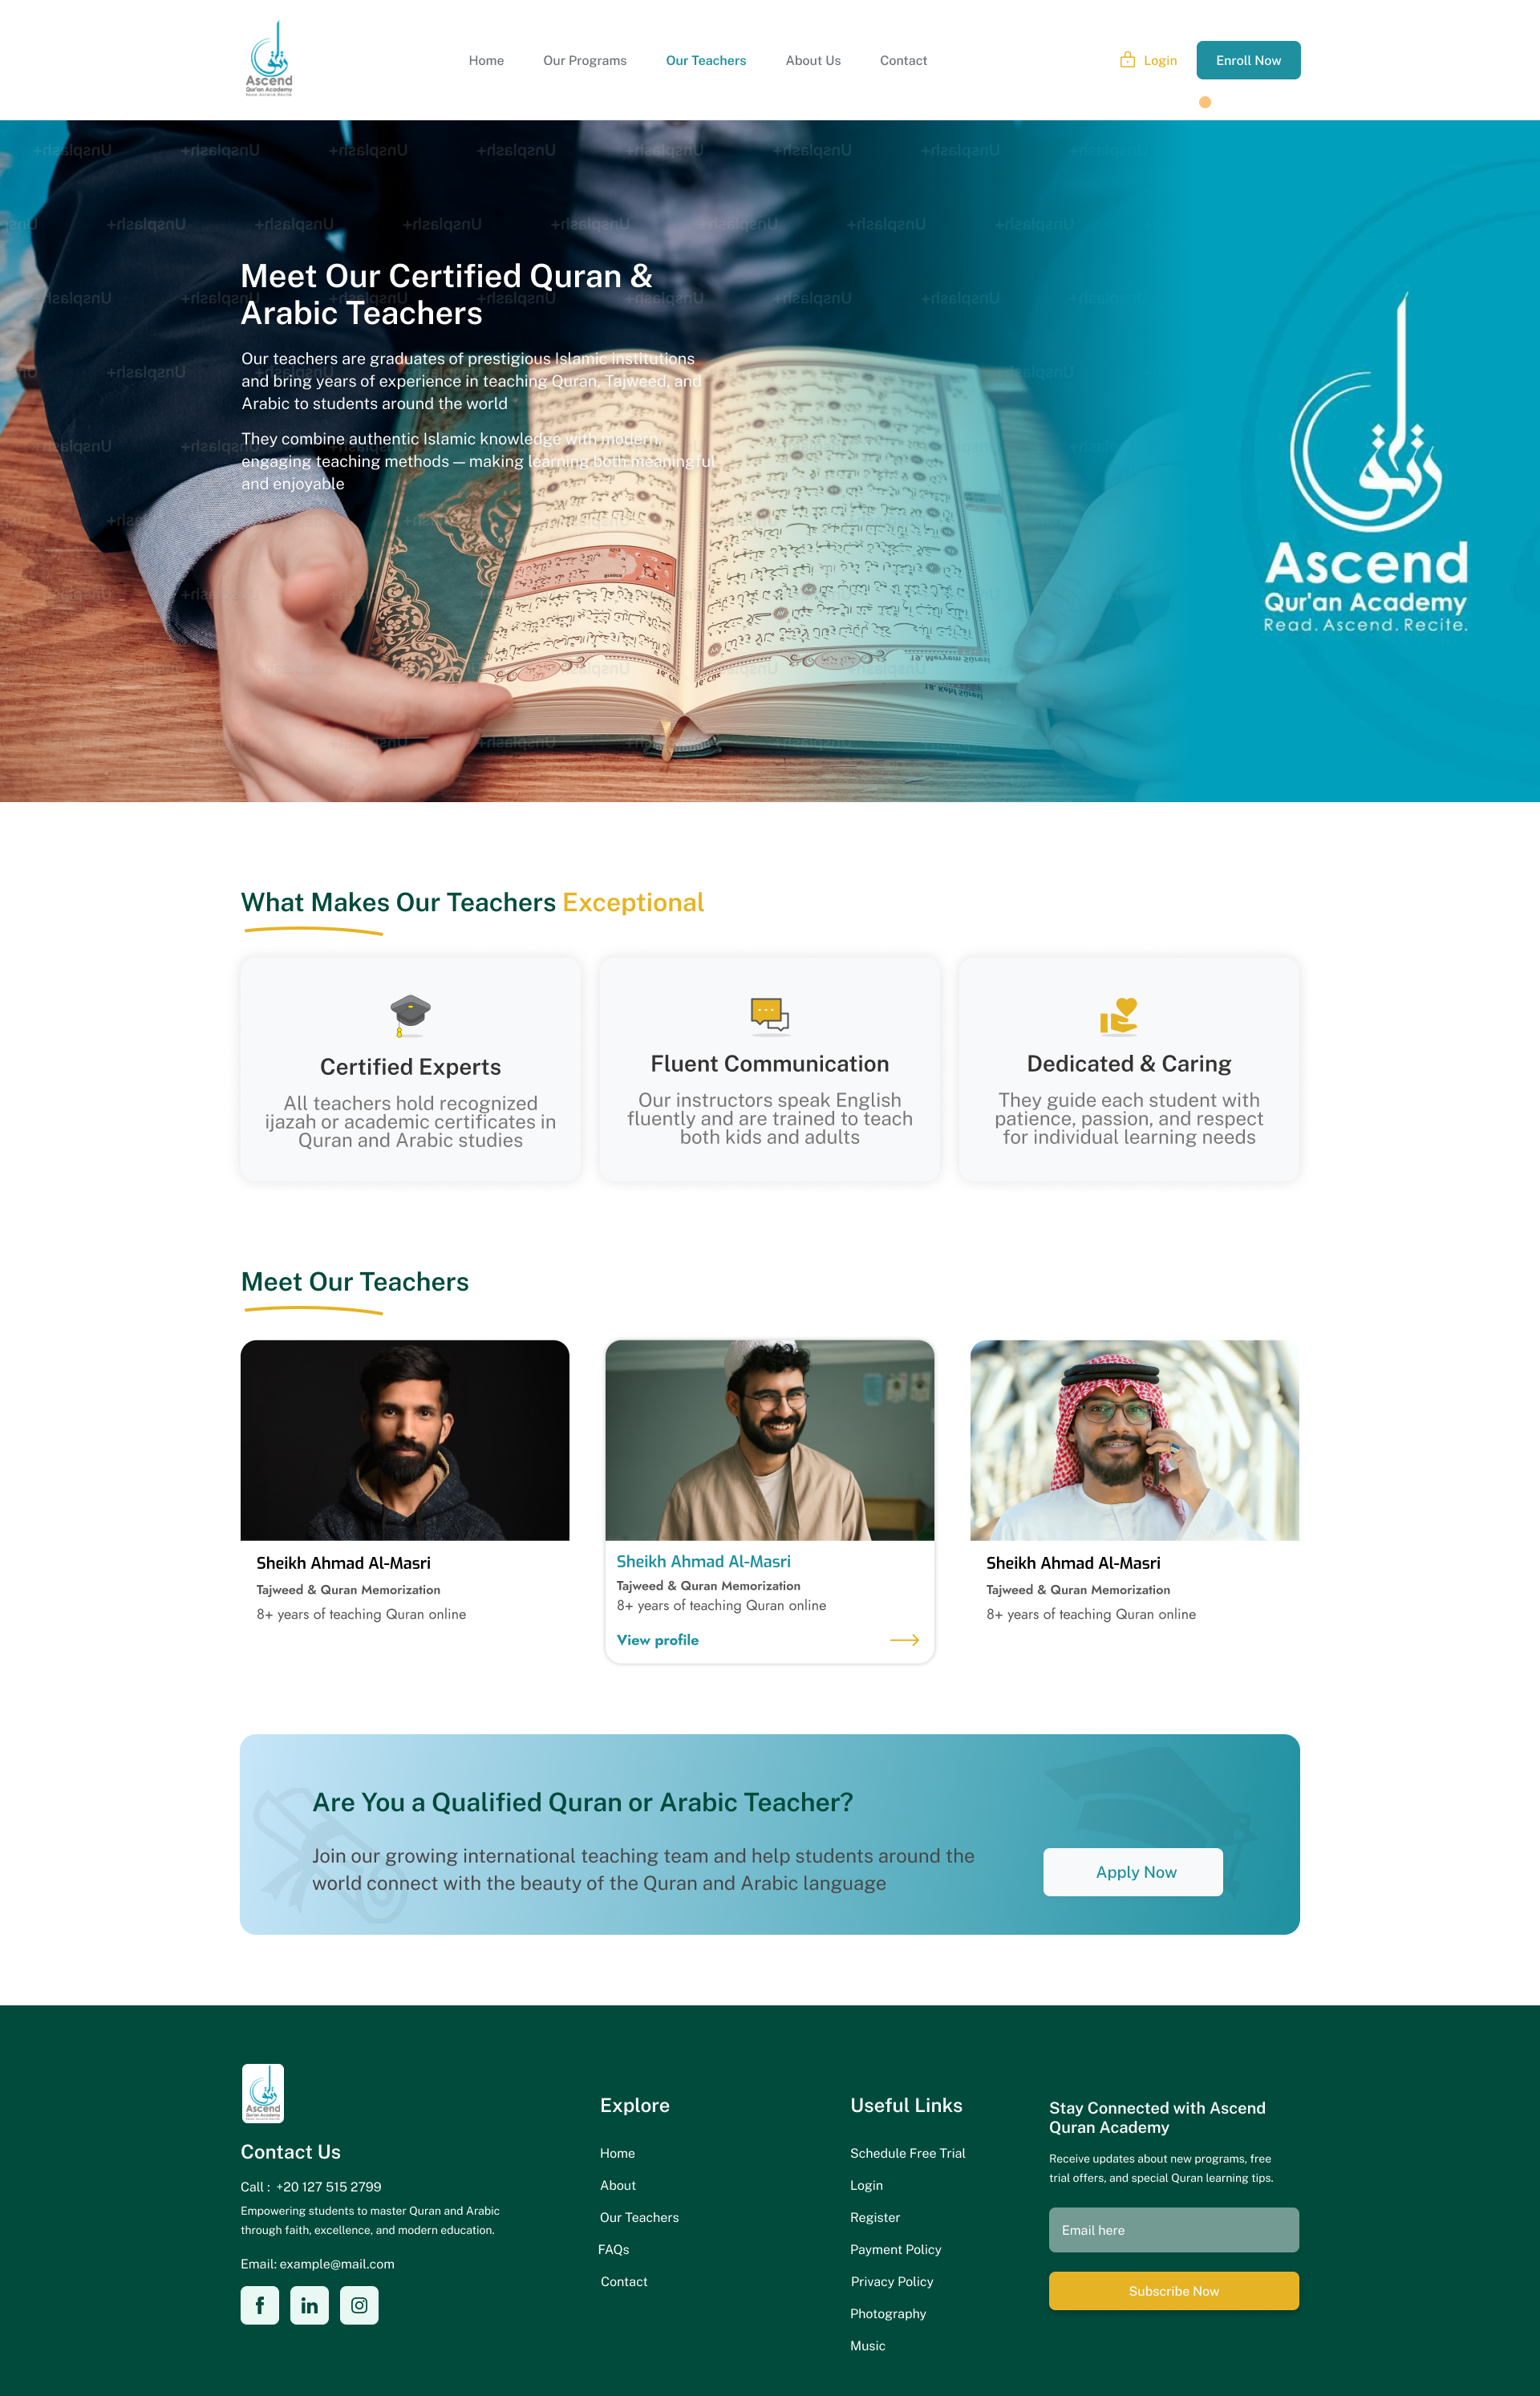 Ascend
Qur'an Academy
Read. Ascend. Recite.
Home
Our Programs
Our Teachers
About Us
Contact
Login
Enroll Now
Meet Our Certified Quran &
Arabic Teachers
Our teachers are graduates of prestigious Islamic institutions
and bring years of experience in teaching Quran, Tajweed, and
Arabic to students around the world
They combine authentic Islamic knowledge with modern,
engaging teaching methods — making learning both meaningful
and enjoyable
Ascend
Qur'an Academy
Read. Ascend. Recite.
What Makes Our Teachers Exceptional
Certified Experts
All teachers hold recognized
ijazah or academic certificates in
Quran and Arabic studies
Fluent Communication
Our instructors speak English
fluently and are trained to teach
both kids and adults
Dedicated & Caring
They guide each student with
patience, passion, and respect
for individual learning needs
Meet Our Teachers
Sheikh Ahmad Al-Masri
Tajweed & Quran Memorization
8+ years of teaching Quran online
Sheikh Ahmad Al-Masri
Tajweed & Quran Memorization
8+ years of teaching Quran online
View profile
Sheikh Ahmad Al-Masri
Tajweed & Quran Memorization
8+ years of teaching Quran online
Are You a Qualified Quran or Arabic Teacher?
Join our growing international teaching team and help students around the
world connect with the beauty of the Quran and Arabic language
Apply Now
Ascend
Qur'an Academy
Contact Us
Call : +20 127 515 2799
Empowering students to master Quran and Arabic
through faith, excellence, and modern education.
Email: example@mail.com
Explore
Home
About
Our Teachers
FAQs
Contact
Useful Links
Schedule Free Trial
Login
Register
Payment Policy
Privacy Policy
Photography
Music
Stay Connected with Ascend
Quran Academy
Receive updates about new programs, free
trial offers, and special Quran learning tips.
Email here
Subscribe Now